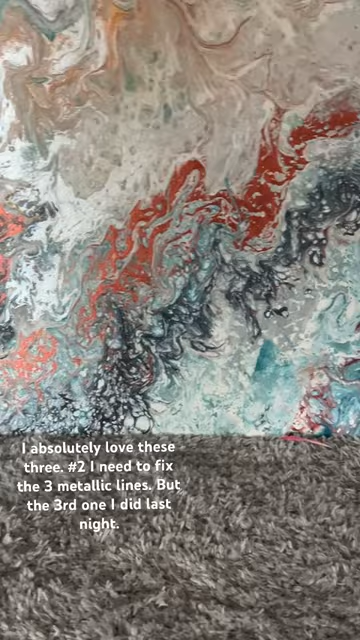 I absolutely love these
three. #2 I need to fix
the 3 metallic lines. But
the 3rd one I did last
night.